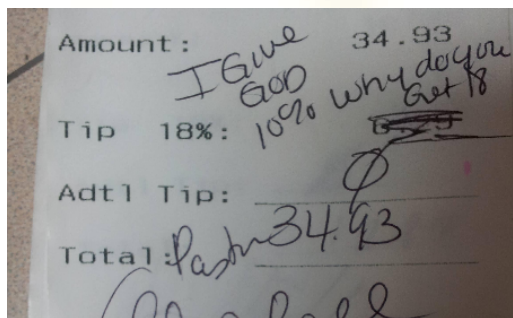 Amount: 34.93
I Give
GOD
10% why do you
Get 18
Tip 18%:
Adtl Tip: 0
Total: Pastor 34.93